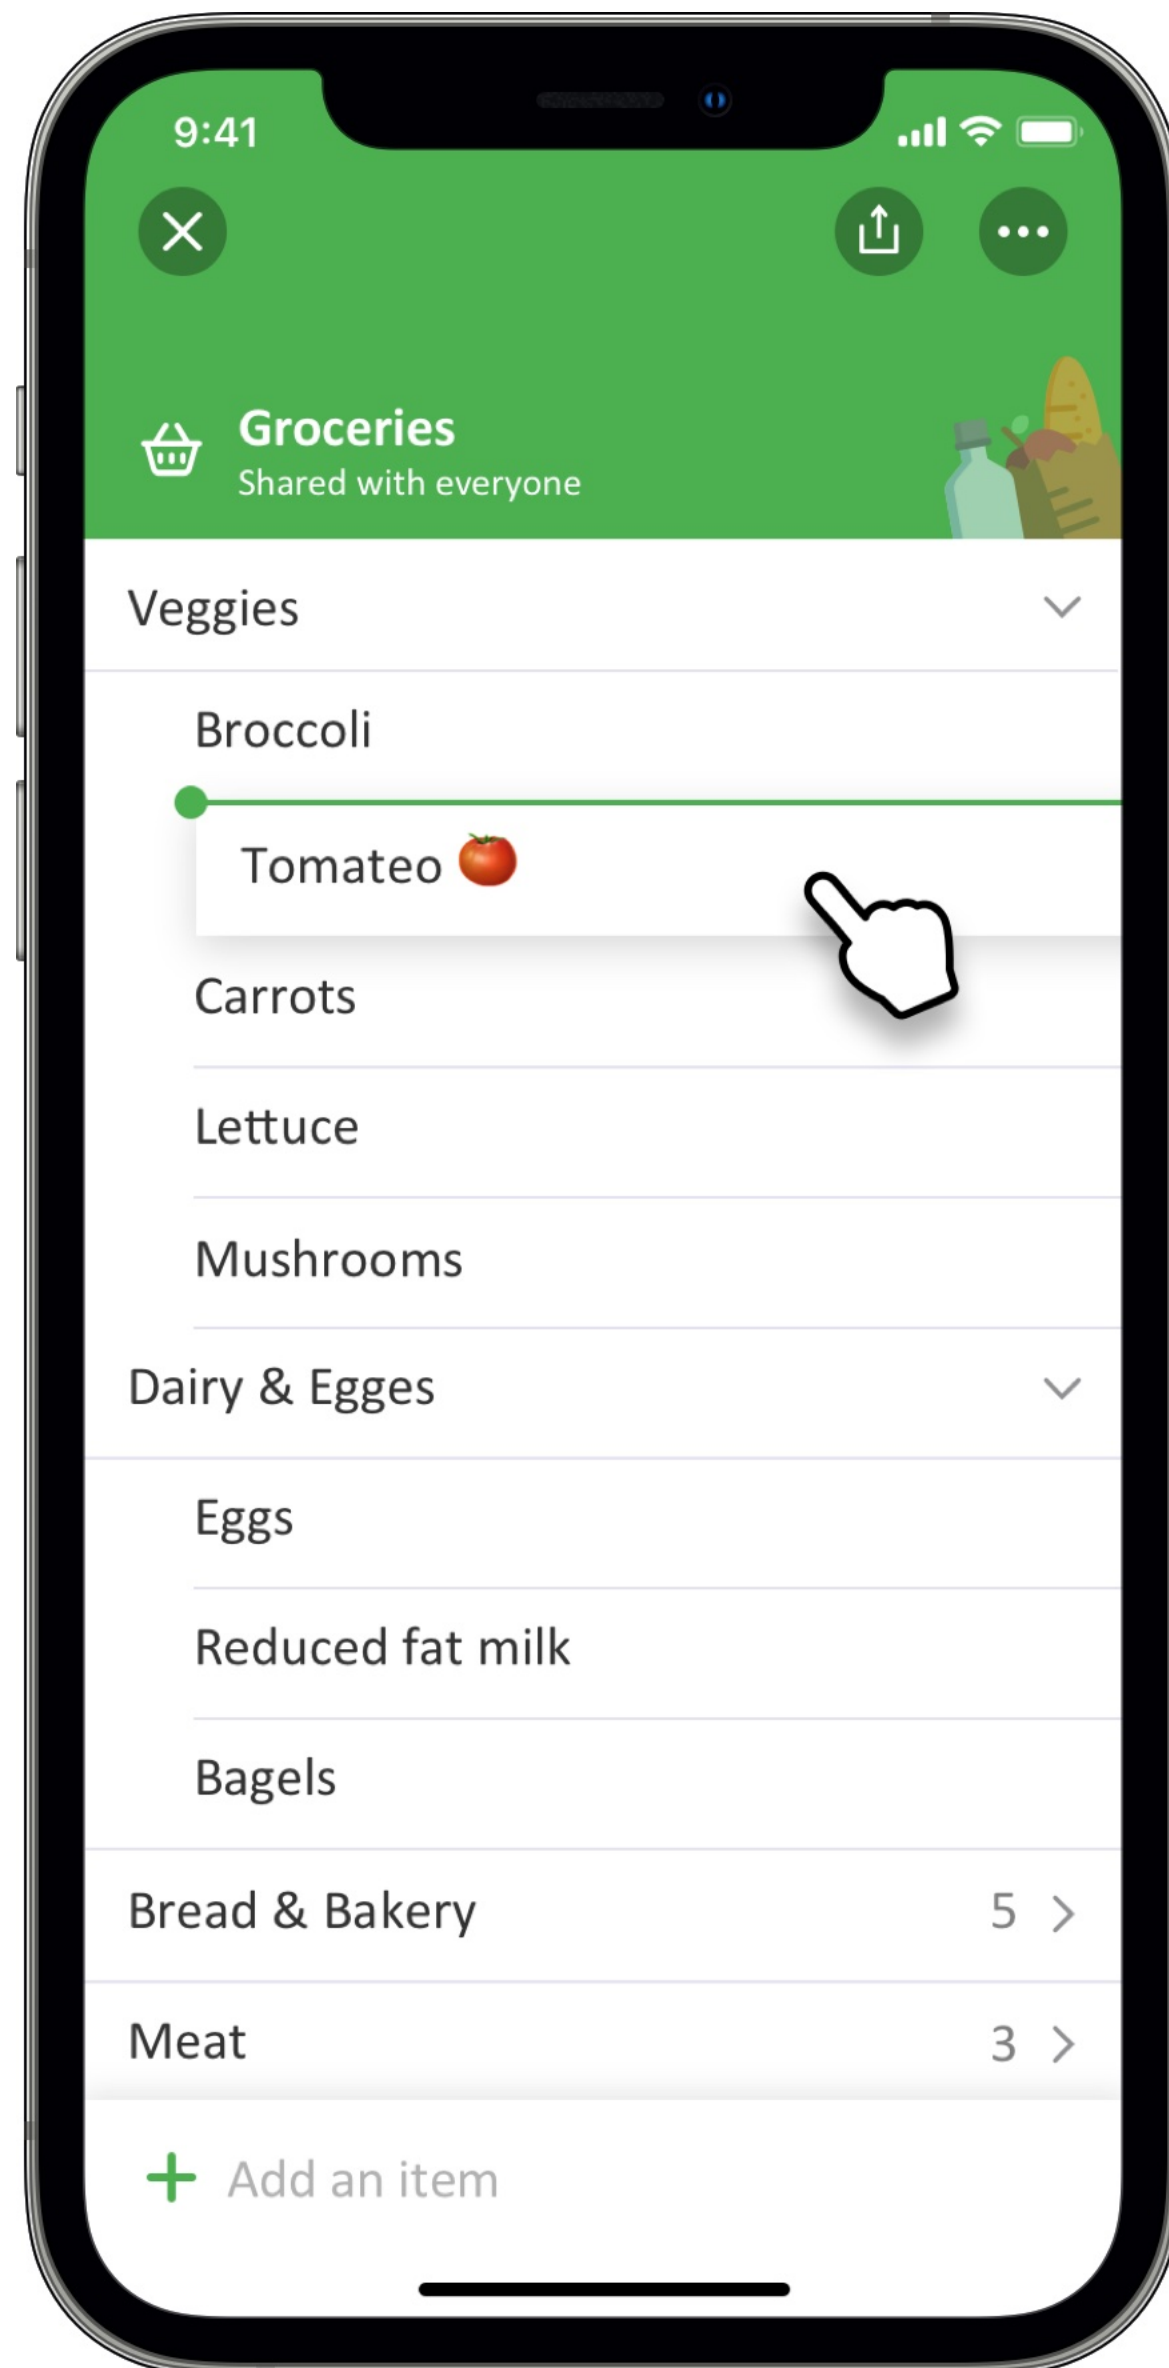 9:41
Groceries
Shared with everyone
Veggies
Broccoli
Tomateo 🍅
Carrots
Lettuce
Mushrooms
Dairy & Egges
Eggs
Reduced fat milk
Bagels
Bread & Bakery 5
Meat 3
Add an item